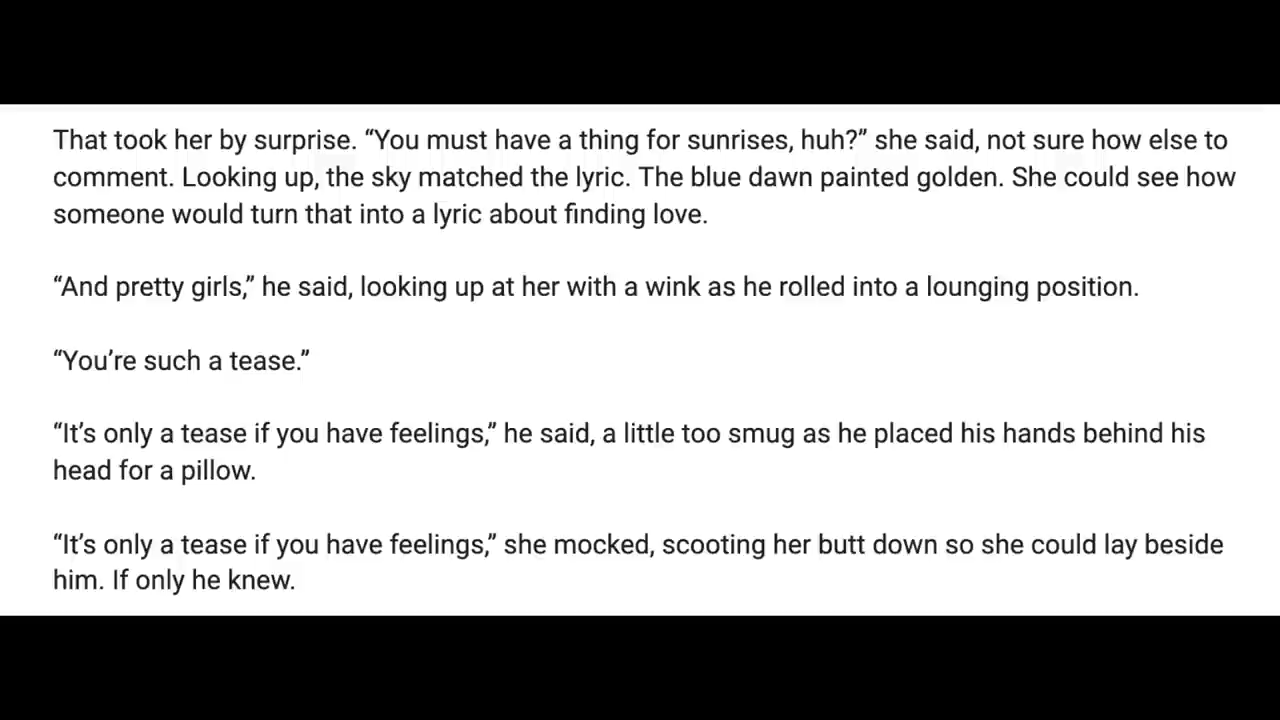 That took her by surprise. “You must have a thing for sunrises, huh?” she said, not sure how else to
comment. Looking up, the sky matched the lyric. The blue dawn painted golden. She could see how
someone would turn that into a lyric about finding love.
“And pretty girls,” he said, looking up at her with a wink as he rolled into a lounging position.
“You’re such a tease.”
“It’s only a tease if you have feelings,” he said, a little too smug as he placed his hands behind his
head for a pillow.
“It’s only a tease if you have feelings,” she mocked, scooting her butt down so she could lay beside
him. If only he knew.